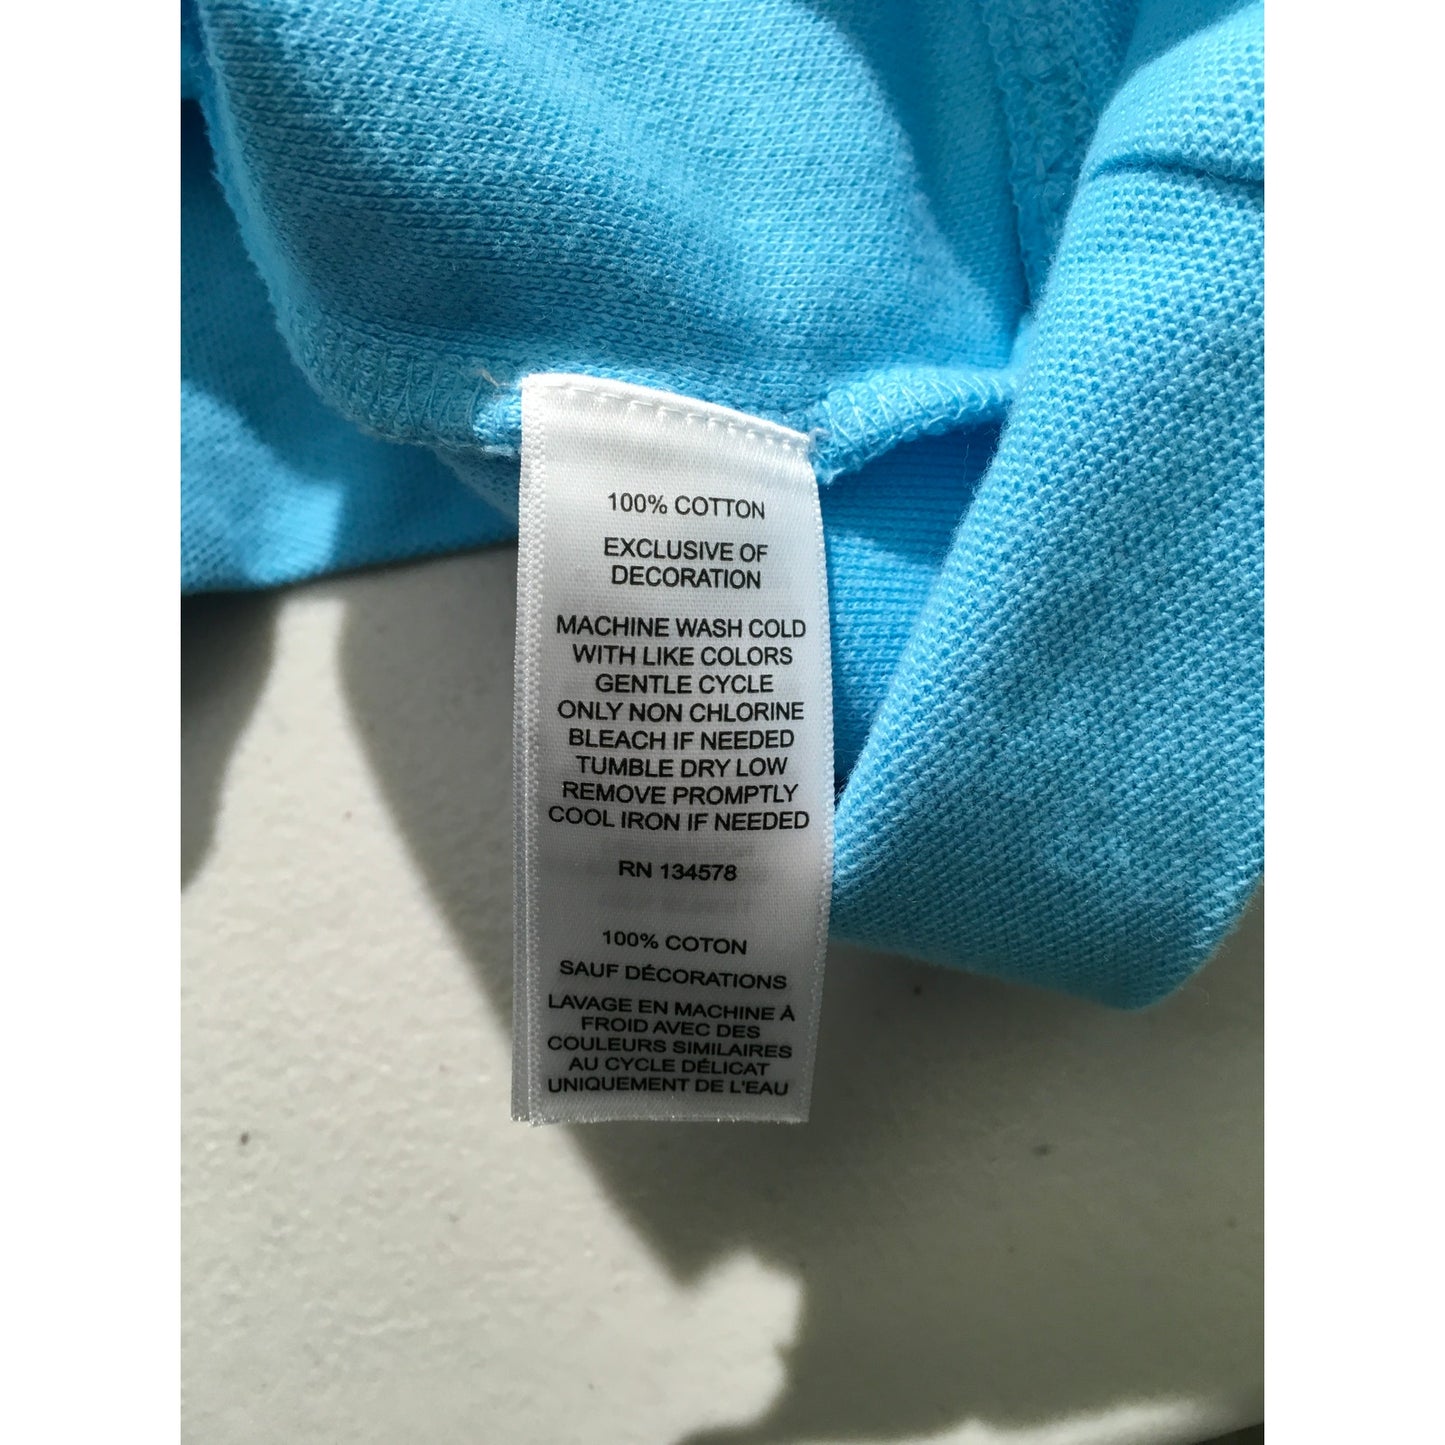 100% COTTON
EXCLUSIVE OF
DECORATION
MACHINE WASH COLD
WITH LIKE COLORS
GENTLE CYCLE
ONLY NON CHLORINE
BLEACH IF NEEDED
TUMBLE DRY LOW
REMOVE PROMPTLY
COOL IRON IF NEEDED
RN 134578
100% COTON
SAUF DÉCORATIONS
LAVAGE EN MACHINE À
FROID AVEC DES
COULEURS SIMILAIRES
AU CYCLE DÉLICAT
UNIQUEMENT DE L'EAU